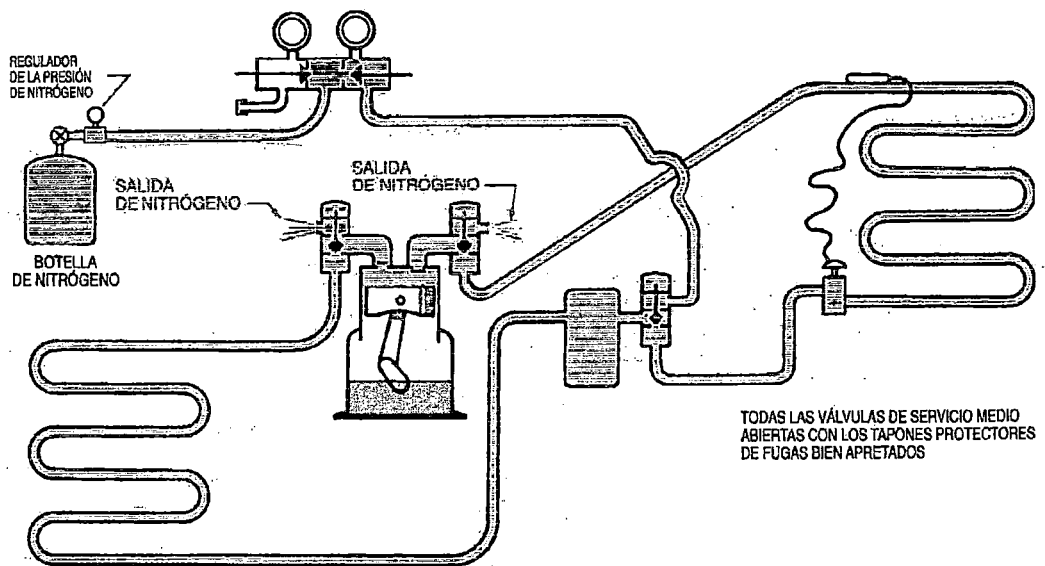 REGULADOR
DE LA PRESIÓN
DE NITRÓGENO
SALIDA
DE NITRÓGENO
SALIDA
DE NITRÓGENO
BOTELLA
DE NITRÓGENO
TODAS LAS VÁLVULAS DE SERVICIO MEDIO
ABIERTAS CON LOS TAPONES PROTECTORES
DE FUGAS BIEN APRETADOS